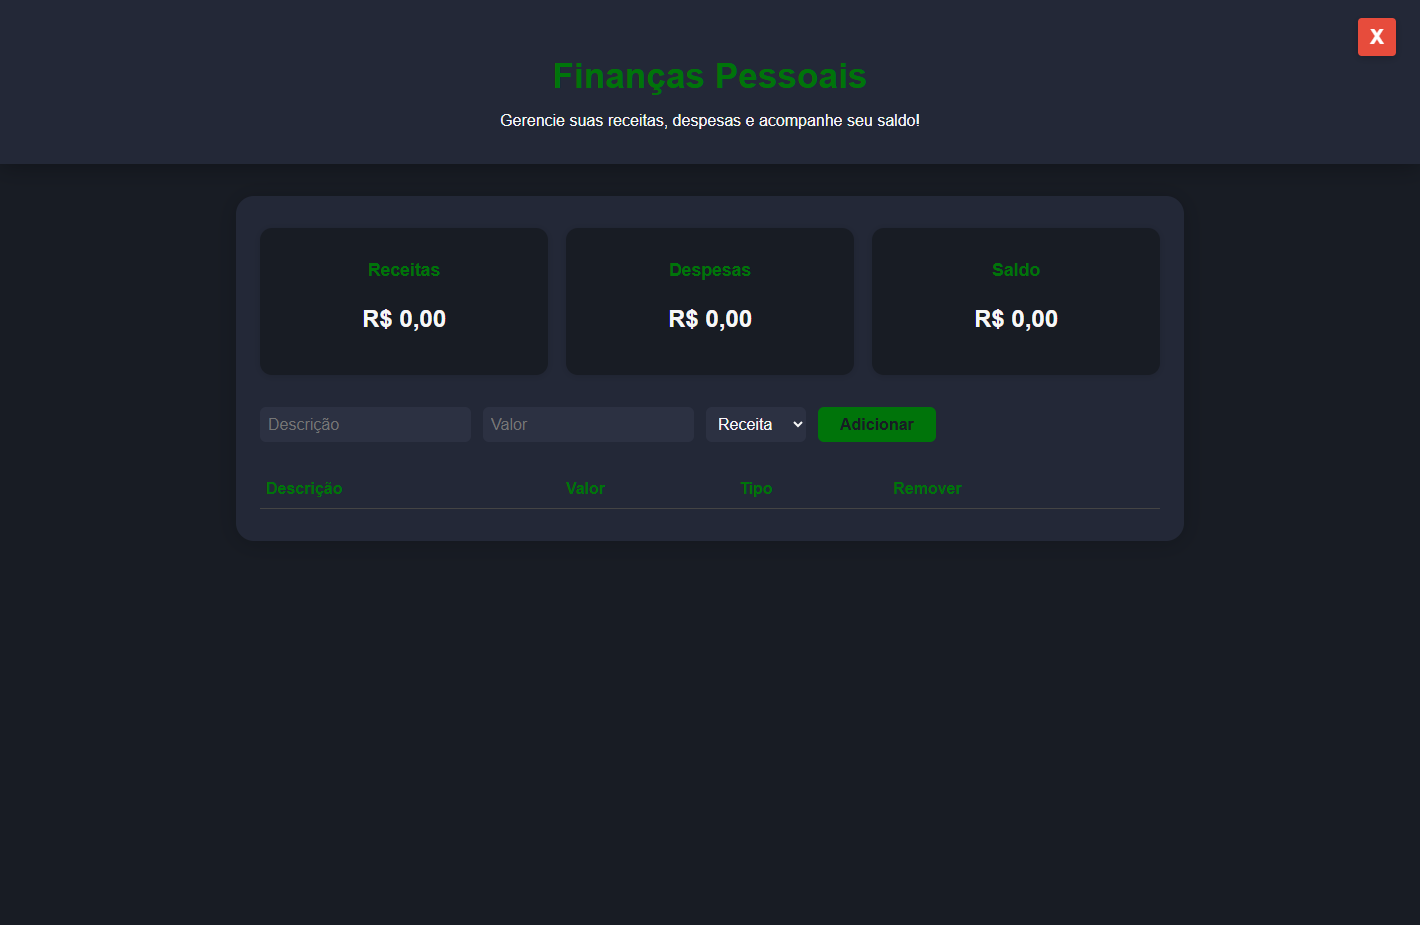 X
Finanças Pessoais
Gerencie suas receitas, despesas e acompanhe seu saldo!
Receitas Despesas Saldo
R$ 0,00 R$ 0,00 R$ 0,00
Descrição Valor Receita Adicionar
Descrição Valor Tipo Remover